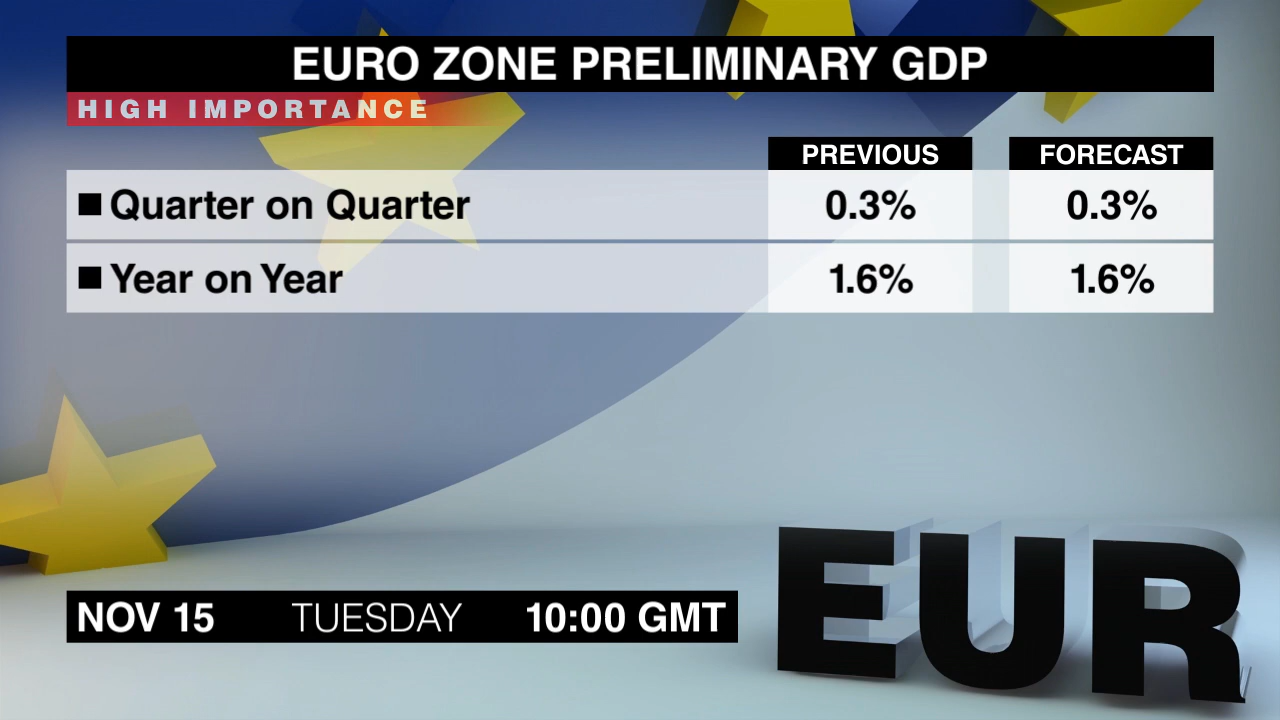 EURO ZONE PRELIMINARY GDP
HIGH IMPORTANCE
PREVIOUS FORECAST
Quarter on Quarter 0.3% 0.3%
Year on Year 1.6% 1.6%
NOV 15 TUESDAY 10:00 GMT
EUR